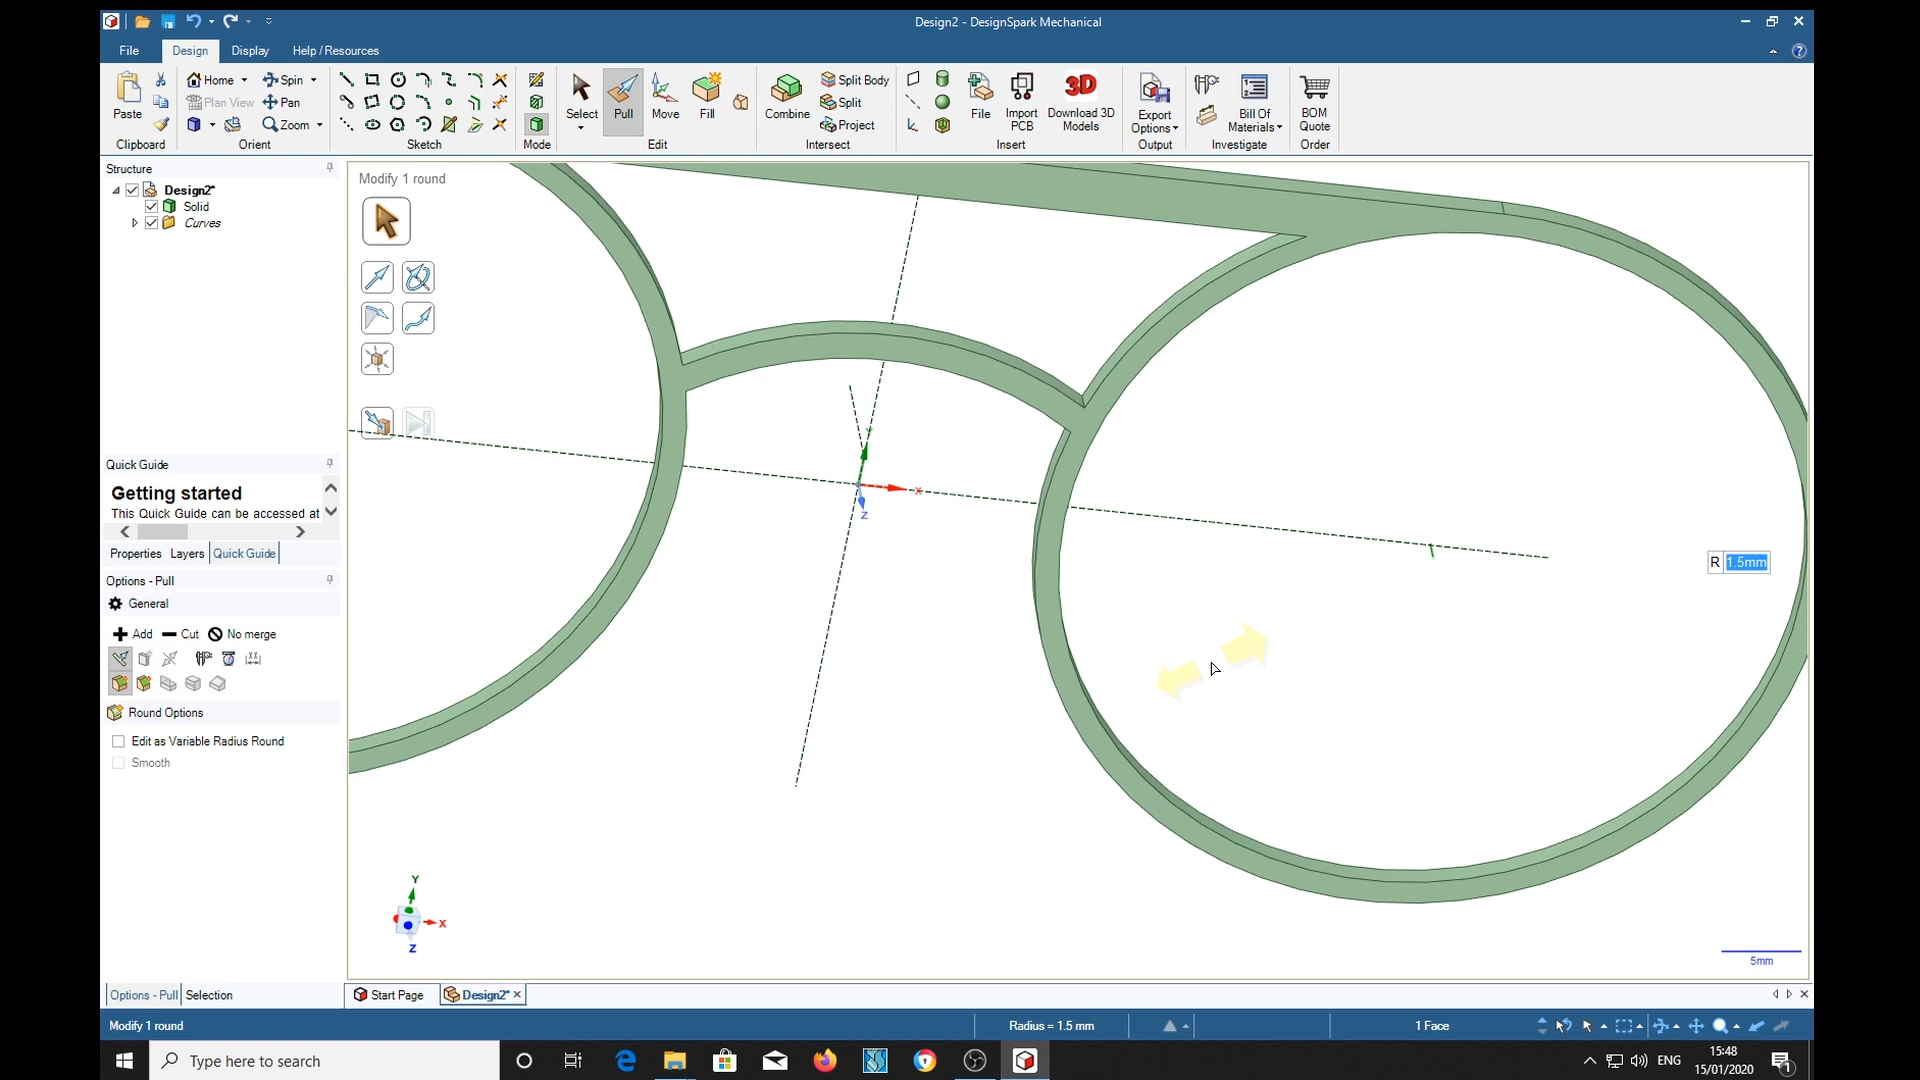 Design2 - DesignSpark Mechanical
File Design Display Help / Resources
Home Spin Split Body
Plan View Pan Split
Paste Select Pull Move Fill Combine File Import PCB Download 3D Models Export Options Bill Of Materials BOM Quote
Zoom Project
Clipboard Orient Sketch Mode Edit Intersect Insert Output Investigate Order
Structure
Design2*
Solid
Curves
Modify 1 round
Quick Guide
Getting started
This Quick Guide can be accessed at
Properties Layers Quick Guide
Options - Pull
General
Add Cut No merge
Round Options
Edit as Variable Radius Round
Smooth
Y
X
Z
R 1.5mm
Y
X
Z
5mm
Options - Pull Selection Start Page Design2*
Modify 1 round Radius = 1.5 mm 1 Face
Type here to search
ENG
15:48
15/01/2020
1